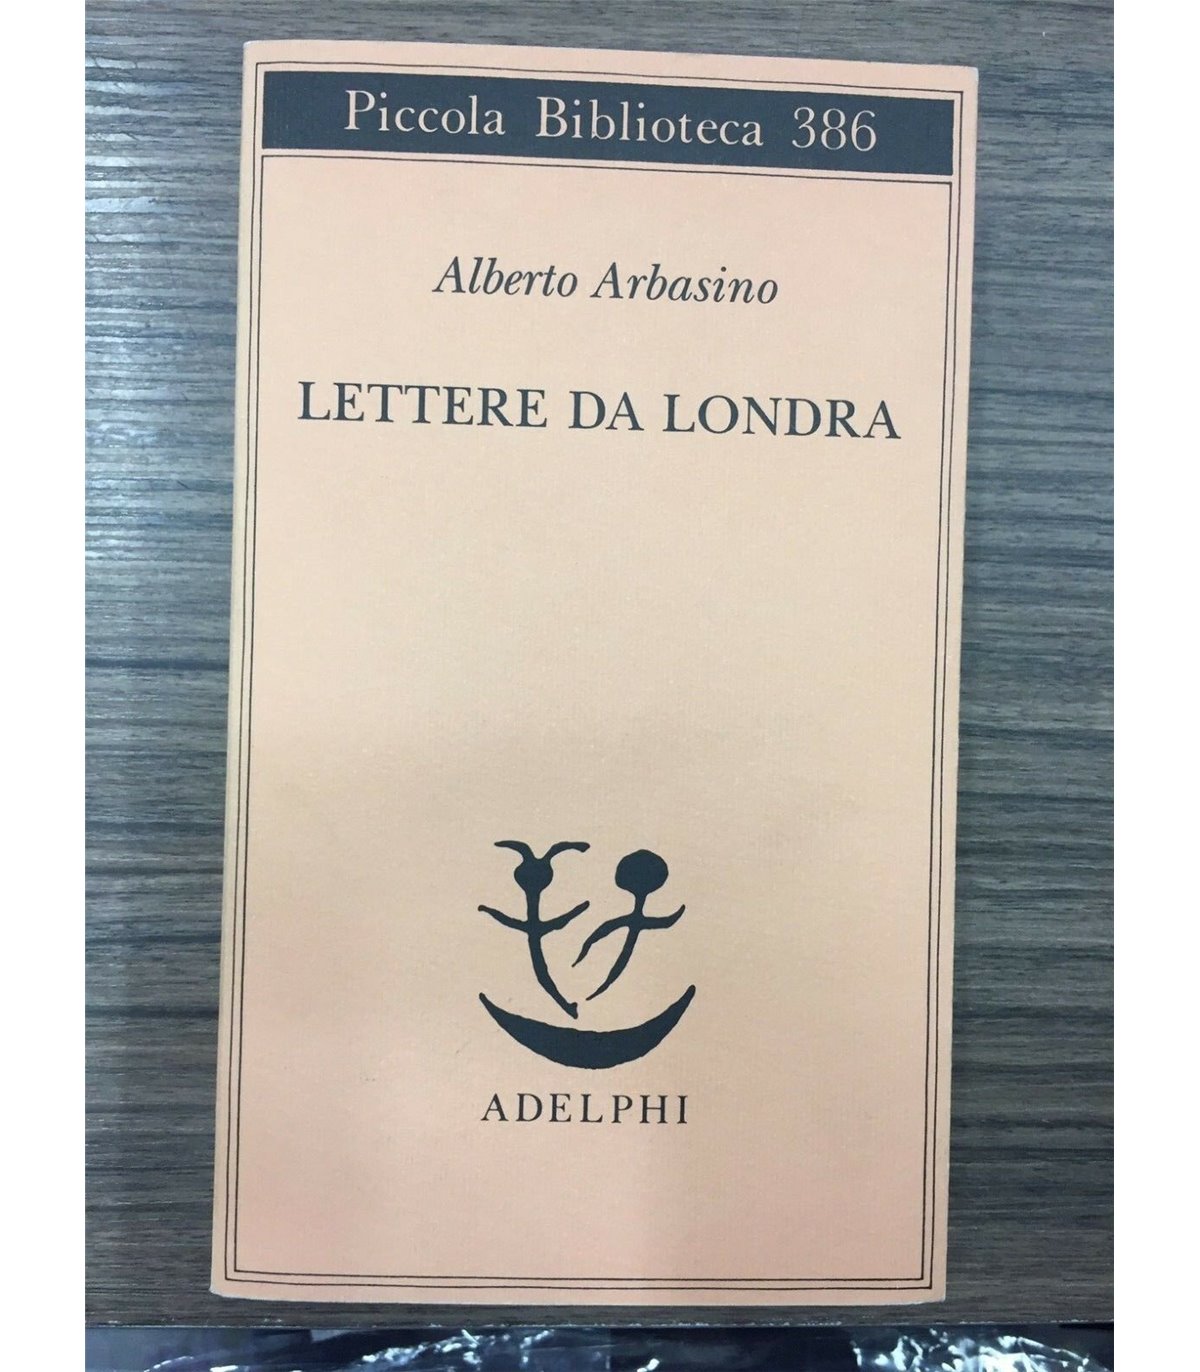 Piccola Biblioteca 386
Alberto Arbasino
LETTERE DA LONDRA
ADELPHI